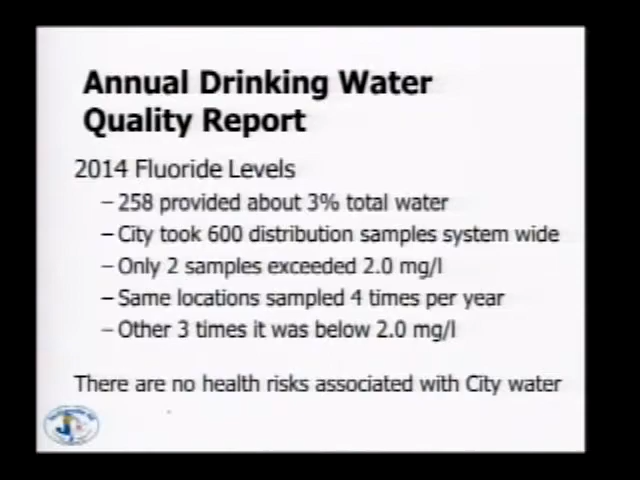 Annual Drinking Water
Quality Report
2014 Fluoride Levels
– 258 provided about 3% total water
– City took 600 distribution samples system wide
– Only 2 samples exceeded 2.0 mg/l
– Same locations sampled 4 times per year
– Other 3 times it was below 2.0 mg/l
There are no health risks associated with City water